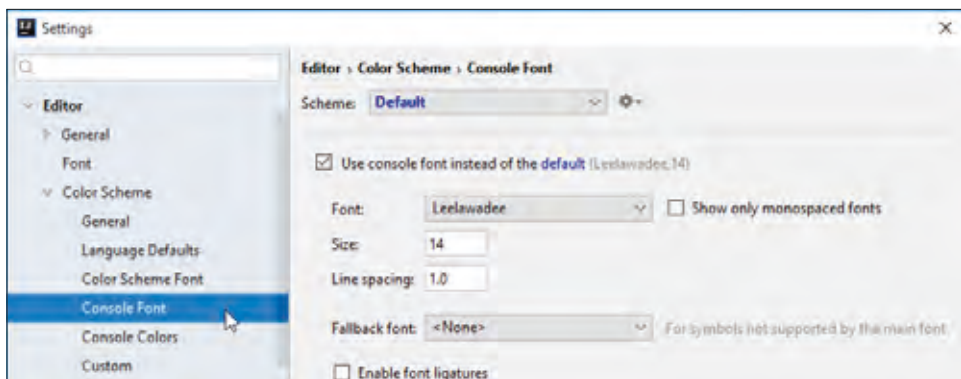 Settings
Editor › Color Scheme › Console Font
Scheme: Default
Editor
General
Font
Color Scheme
General
Language Defaults
Color Scheme Font
Console Font
Console Colors
Custom
Use console font instead of the default (Leelawadee,14)
Font: Leelawadee Show only monospaced fonts
Size: 14
Line spacing: 1.0
Fallback font: <None> For symbols not supported by the main font
Enable font ligatures